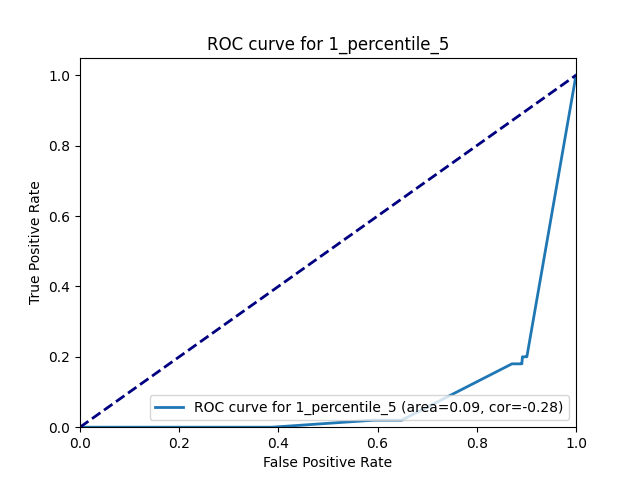 ROC curve for 1_percentile_5
True Positive Rate
1.0
0.8
0.6
0.4
0.2
0.0
ROC curve for 1_percentile_5 (area=0.09, cor=-0.28)
0.0 0.2 0.4 0.6 0.8 1.0
False Positive Rate